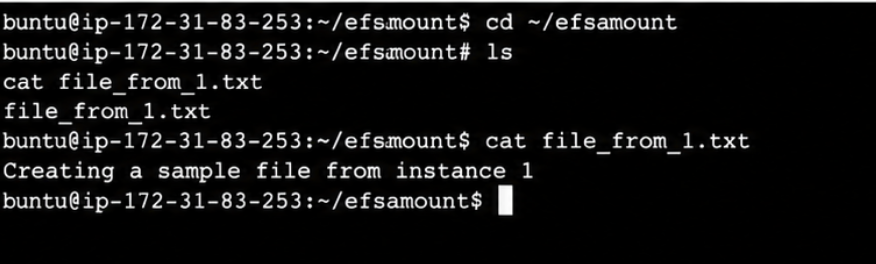 buntu@ip-172-31-83-253:~/efsamount$ cd ~/efsamount
buntu@ip-172-31-83-253:~/efsamount# ls
cat file_from_1.txt
file_from_1.txt
buntu@ip-172-31-83-253:~/efsamount$ cat file_from_1.txt
Creating a sample file from instance 1
buntu@ip-172-31-83-253:~/efsamount$